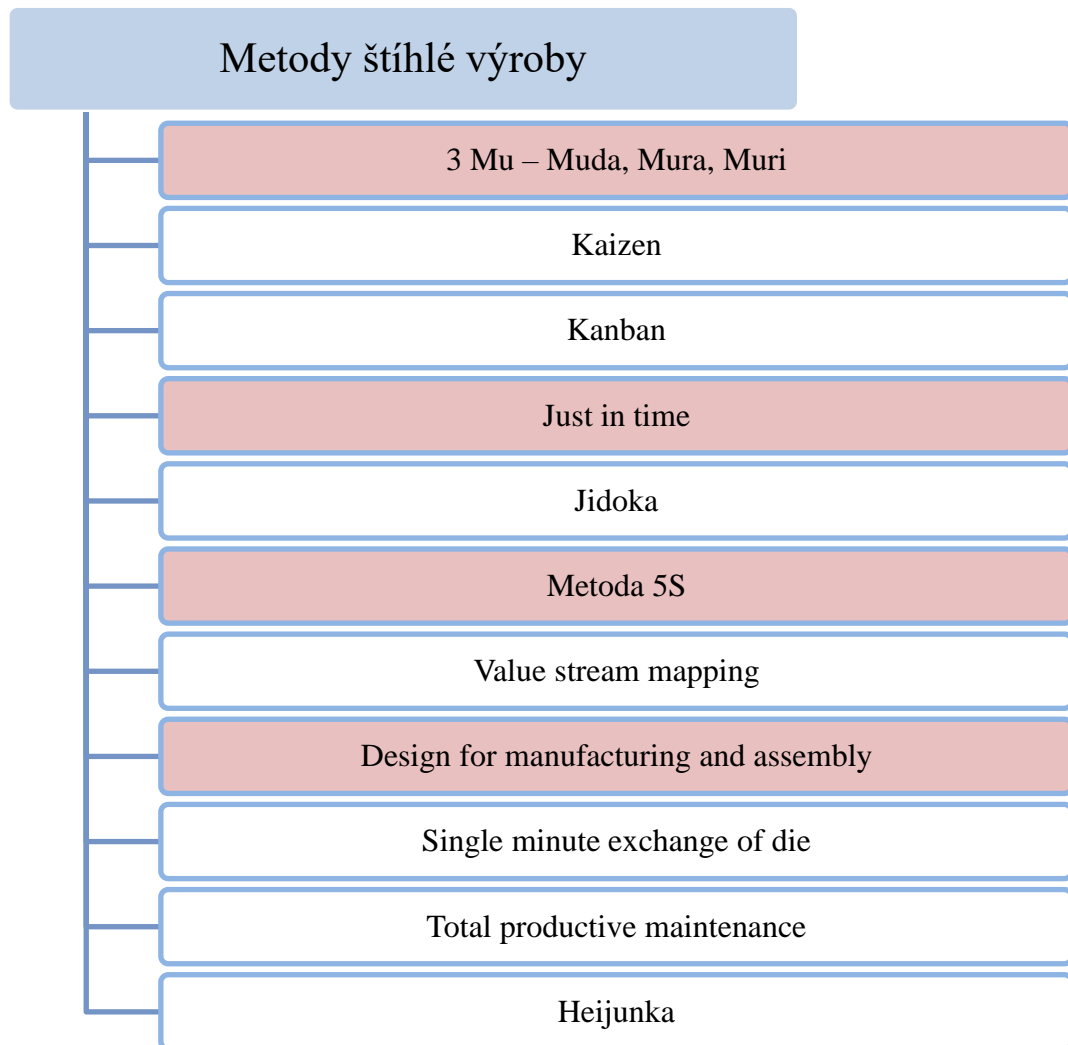 Metody štíhlé výroby
3 Mu – Muda, Mura, Muri
Kaizen
Kanban
Just in time
Jidoka
Metoda 5S
Value stream mapping
Design for manufacturing and assembly
Single minute exchange of die
Total productive maintenance
Heijunka